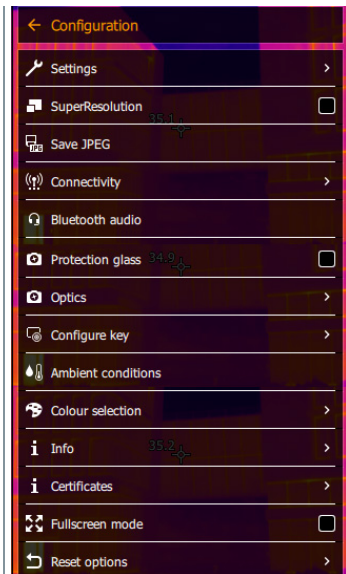 Configuration
Settings
SuperResolution
35.1
JPG
Save JPEG
Connectivity
Bluetooth audio
Protection glass 34.9
Optics
Configure key
Ambient conditions
Colour selection
Info 35.2
Certificates
Fullscreen mode
Reset options